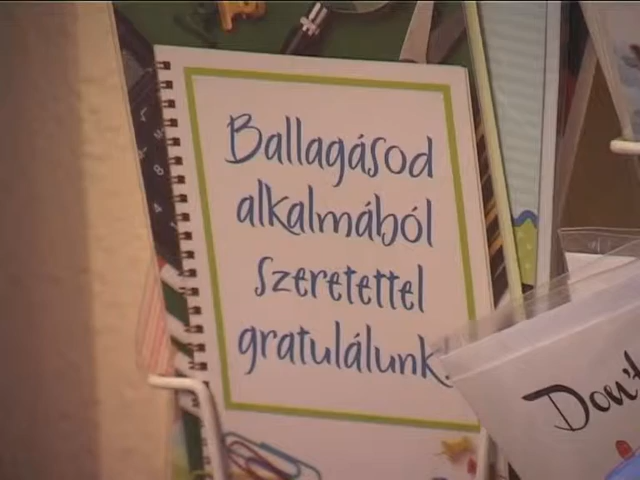 Ballagásod
alkalmából
szeretettel
gratulálunk
Don't